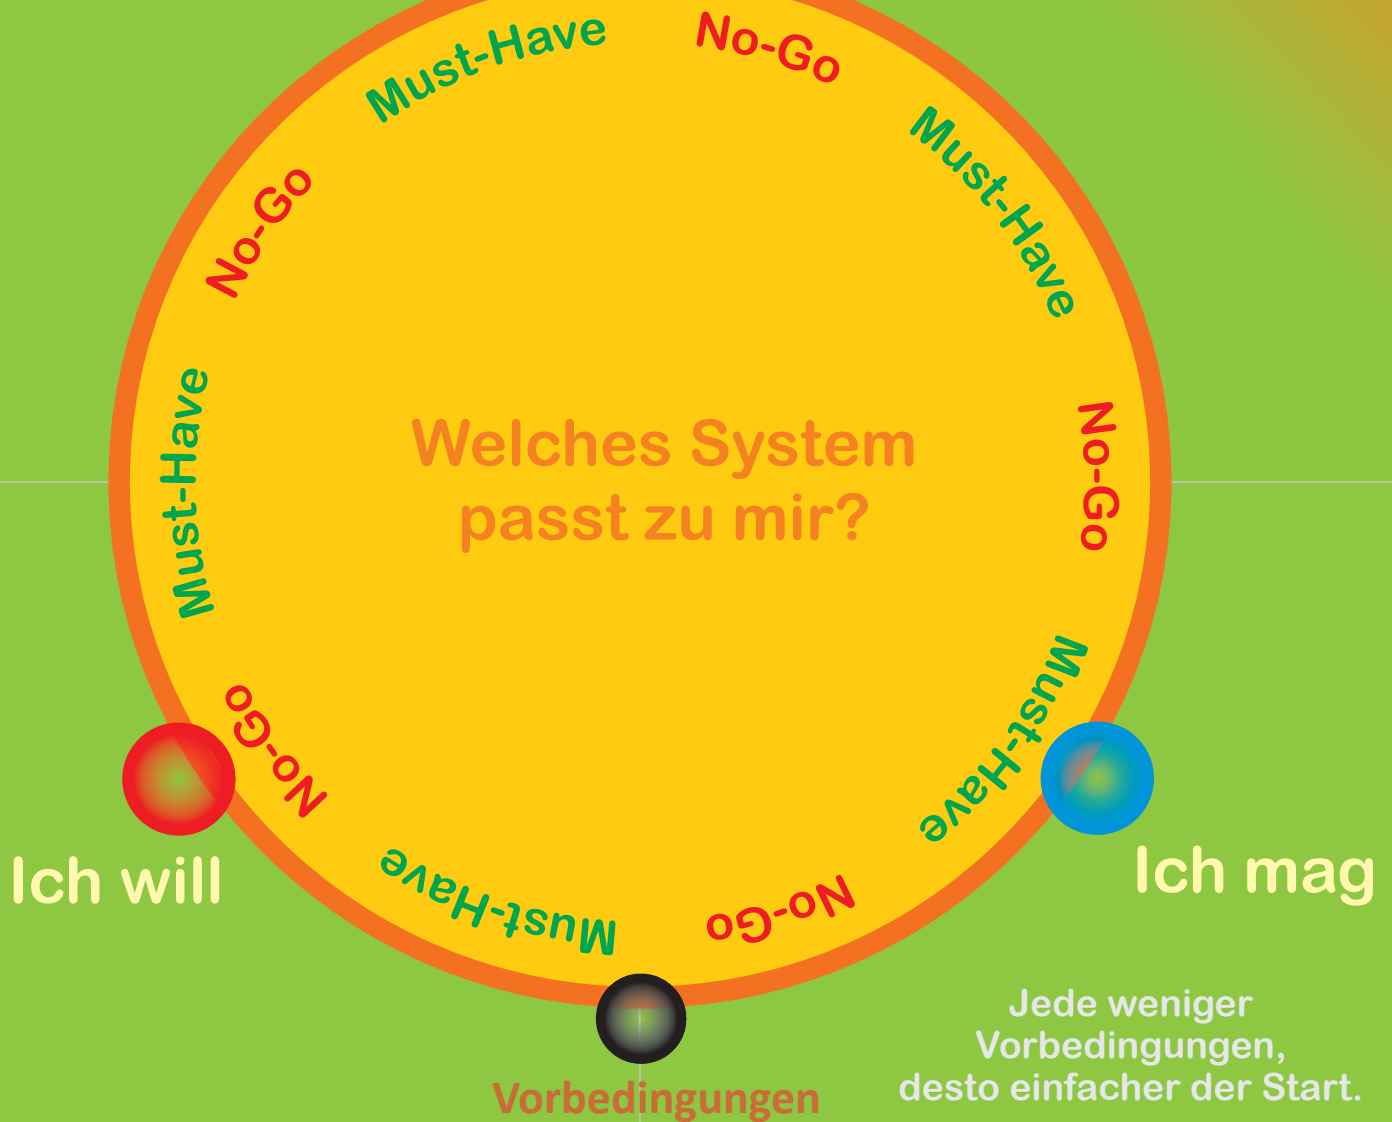 Must-Have
No-Go
Must-Have
No-Go
Must-Have
No-Go
Must-Have
No-Go
Must-Have
No-Go
Welches System
passt zu mir?
Ich will
Ich mag
Vorbedingungen
Jede weniger
Vorbedingungen,
desto einfacher der Start.